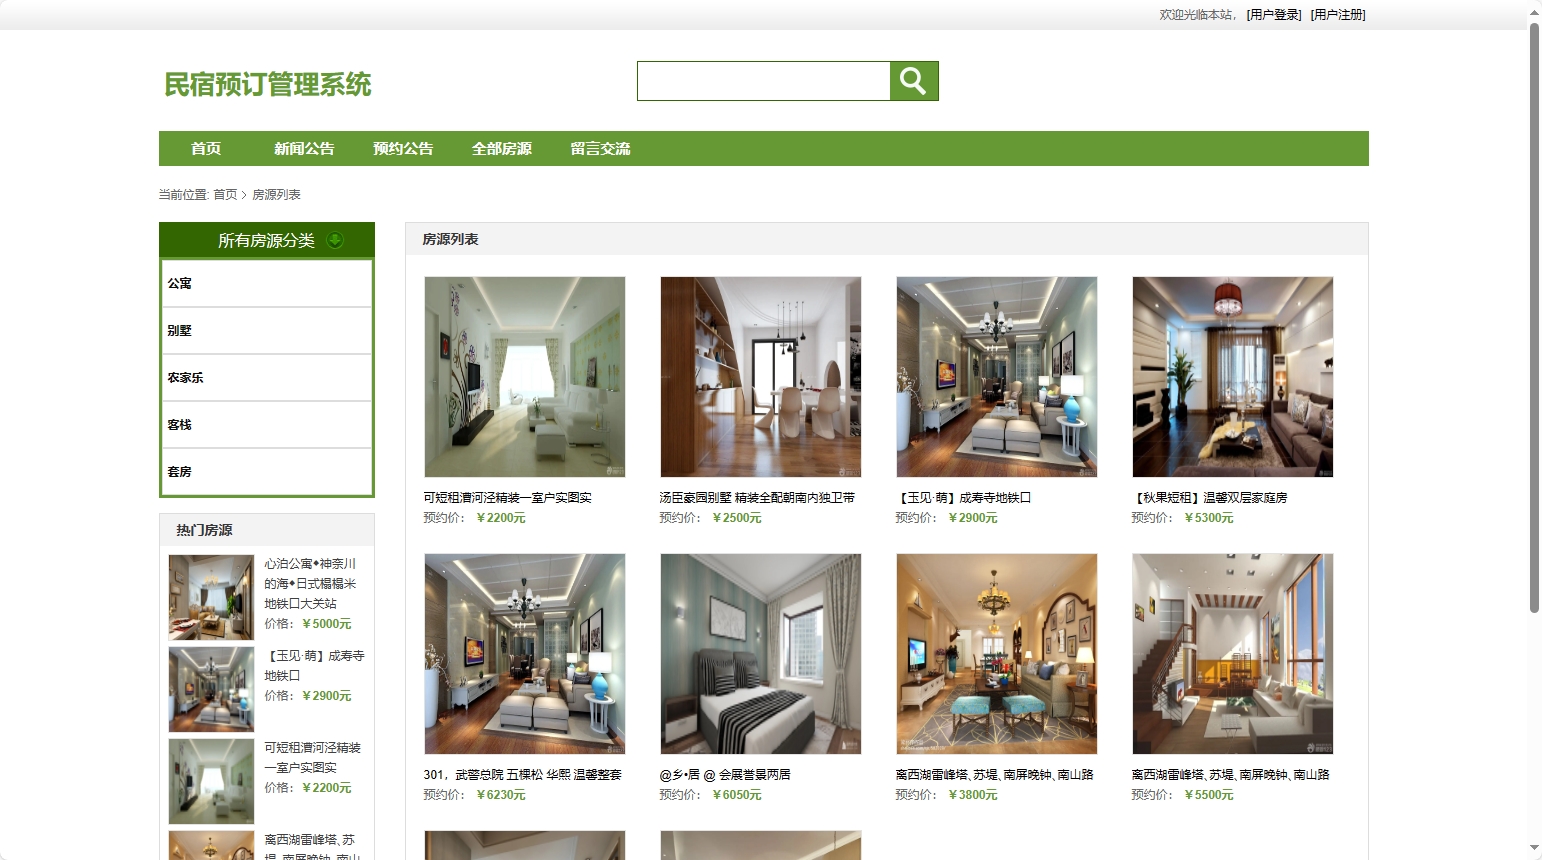 欢迎光临本站， [用户登录] [用户注册]
民宿预订管理系统
首页 新闻公告 预约公告 全部房源 留言交流
当前位置: 首页 > 房源列表
所有房源分类
公寓
别墅
农家乐
客栈
套房
热门房源
心泊公寓•神奈川
的海•日式榻榻米
地铁口大关站
价格：￥5000元
【玉见·萌】成寿寺
地铁口
价格：￥2900元
可短租漕河泾精装
一室户实图实
价格：￥2200元
离西湖雷峰塔､苏
堤､南屏晚钟､南山
房源列表
可短租漕河泾精装一室户实图实
预约价：￥2200元
汤臣豪园别墅 精装全配朝南内独卫带
预约价：￥2500元
【玉见·萌】成寿寺地铁口
预约价：￥2900元
【秋果短租】温馨双层家庭房
预约价：￥5300元
301，武警总院 五棵松 华熙 温馨整套
预约价：￥6230元
@乡•居 @ 会展誉景两居
预约价：￥6050元
离西湖雷峰塔､苏堤､南屏晚钟､南山路
预约价：￥3800元
离西湖雷峰塔､苏堤､南屏晚钟､南山路
预约价：￥5500元